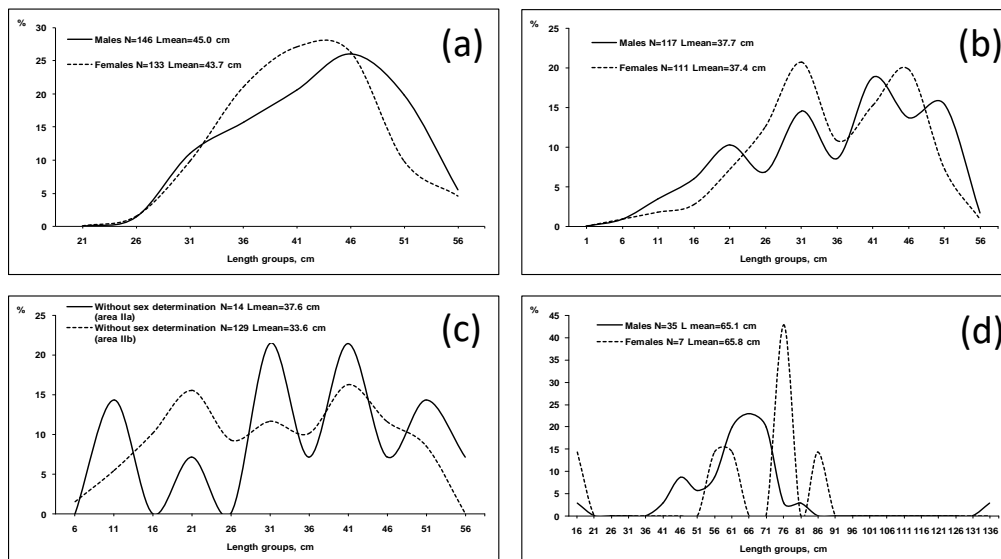 %
(a)
Males N=146 Lmean=45.0 cm
Females N=133 Lmean=43.7 cm
30
25
20
15
10
5
0
21 26 31 36 41 46 51 56
Length groups, cm
%
(b)
Males N=117 Lmean=37.7 cm
Females N=111 Lmean=37.4 cm
25
20
15
10
5
0
1 6 11 16 21 26 31 36 41 46 51 56
Length groups, cm
%
(c)
Without sex determination N=14 Lmean=37.6 cm
(area IIa)
Without sex determination N=129 Lmean=33.6 cm
(area IIb)
25
20
15
10
5
0
6 11 16 21 26 31 36 41 46 51 56
Length groups, cm
%
(d)
Males N=35 L mean=65.1 cm
Females N=7 Lmean=65.8 cm
45
40
35
30
25
20
15
10
5
0
16 21 26 31 36 41 46 51 56 61 66 71 76 81 86 91 96 101 106 111 116 121 126 131 136
Length groups, cm